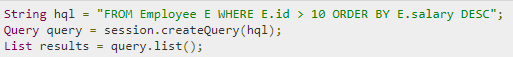 String hql = "FROM Employee E WHERE E.id > 10 ORDER BY E.salary DESC";
Query query = session.createQuery(hql);
List results = query.list();